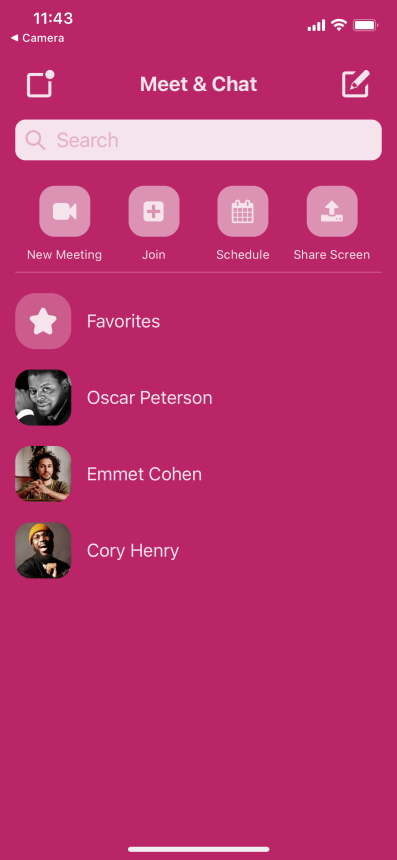 11:43
◀ Camera
Meet & Chat
Search
New Meeting
Join
Schedule
Share Screen
Favorites
Oscar Peterson
Emmet Cohen
Cory Henry